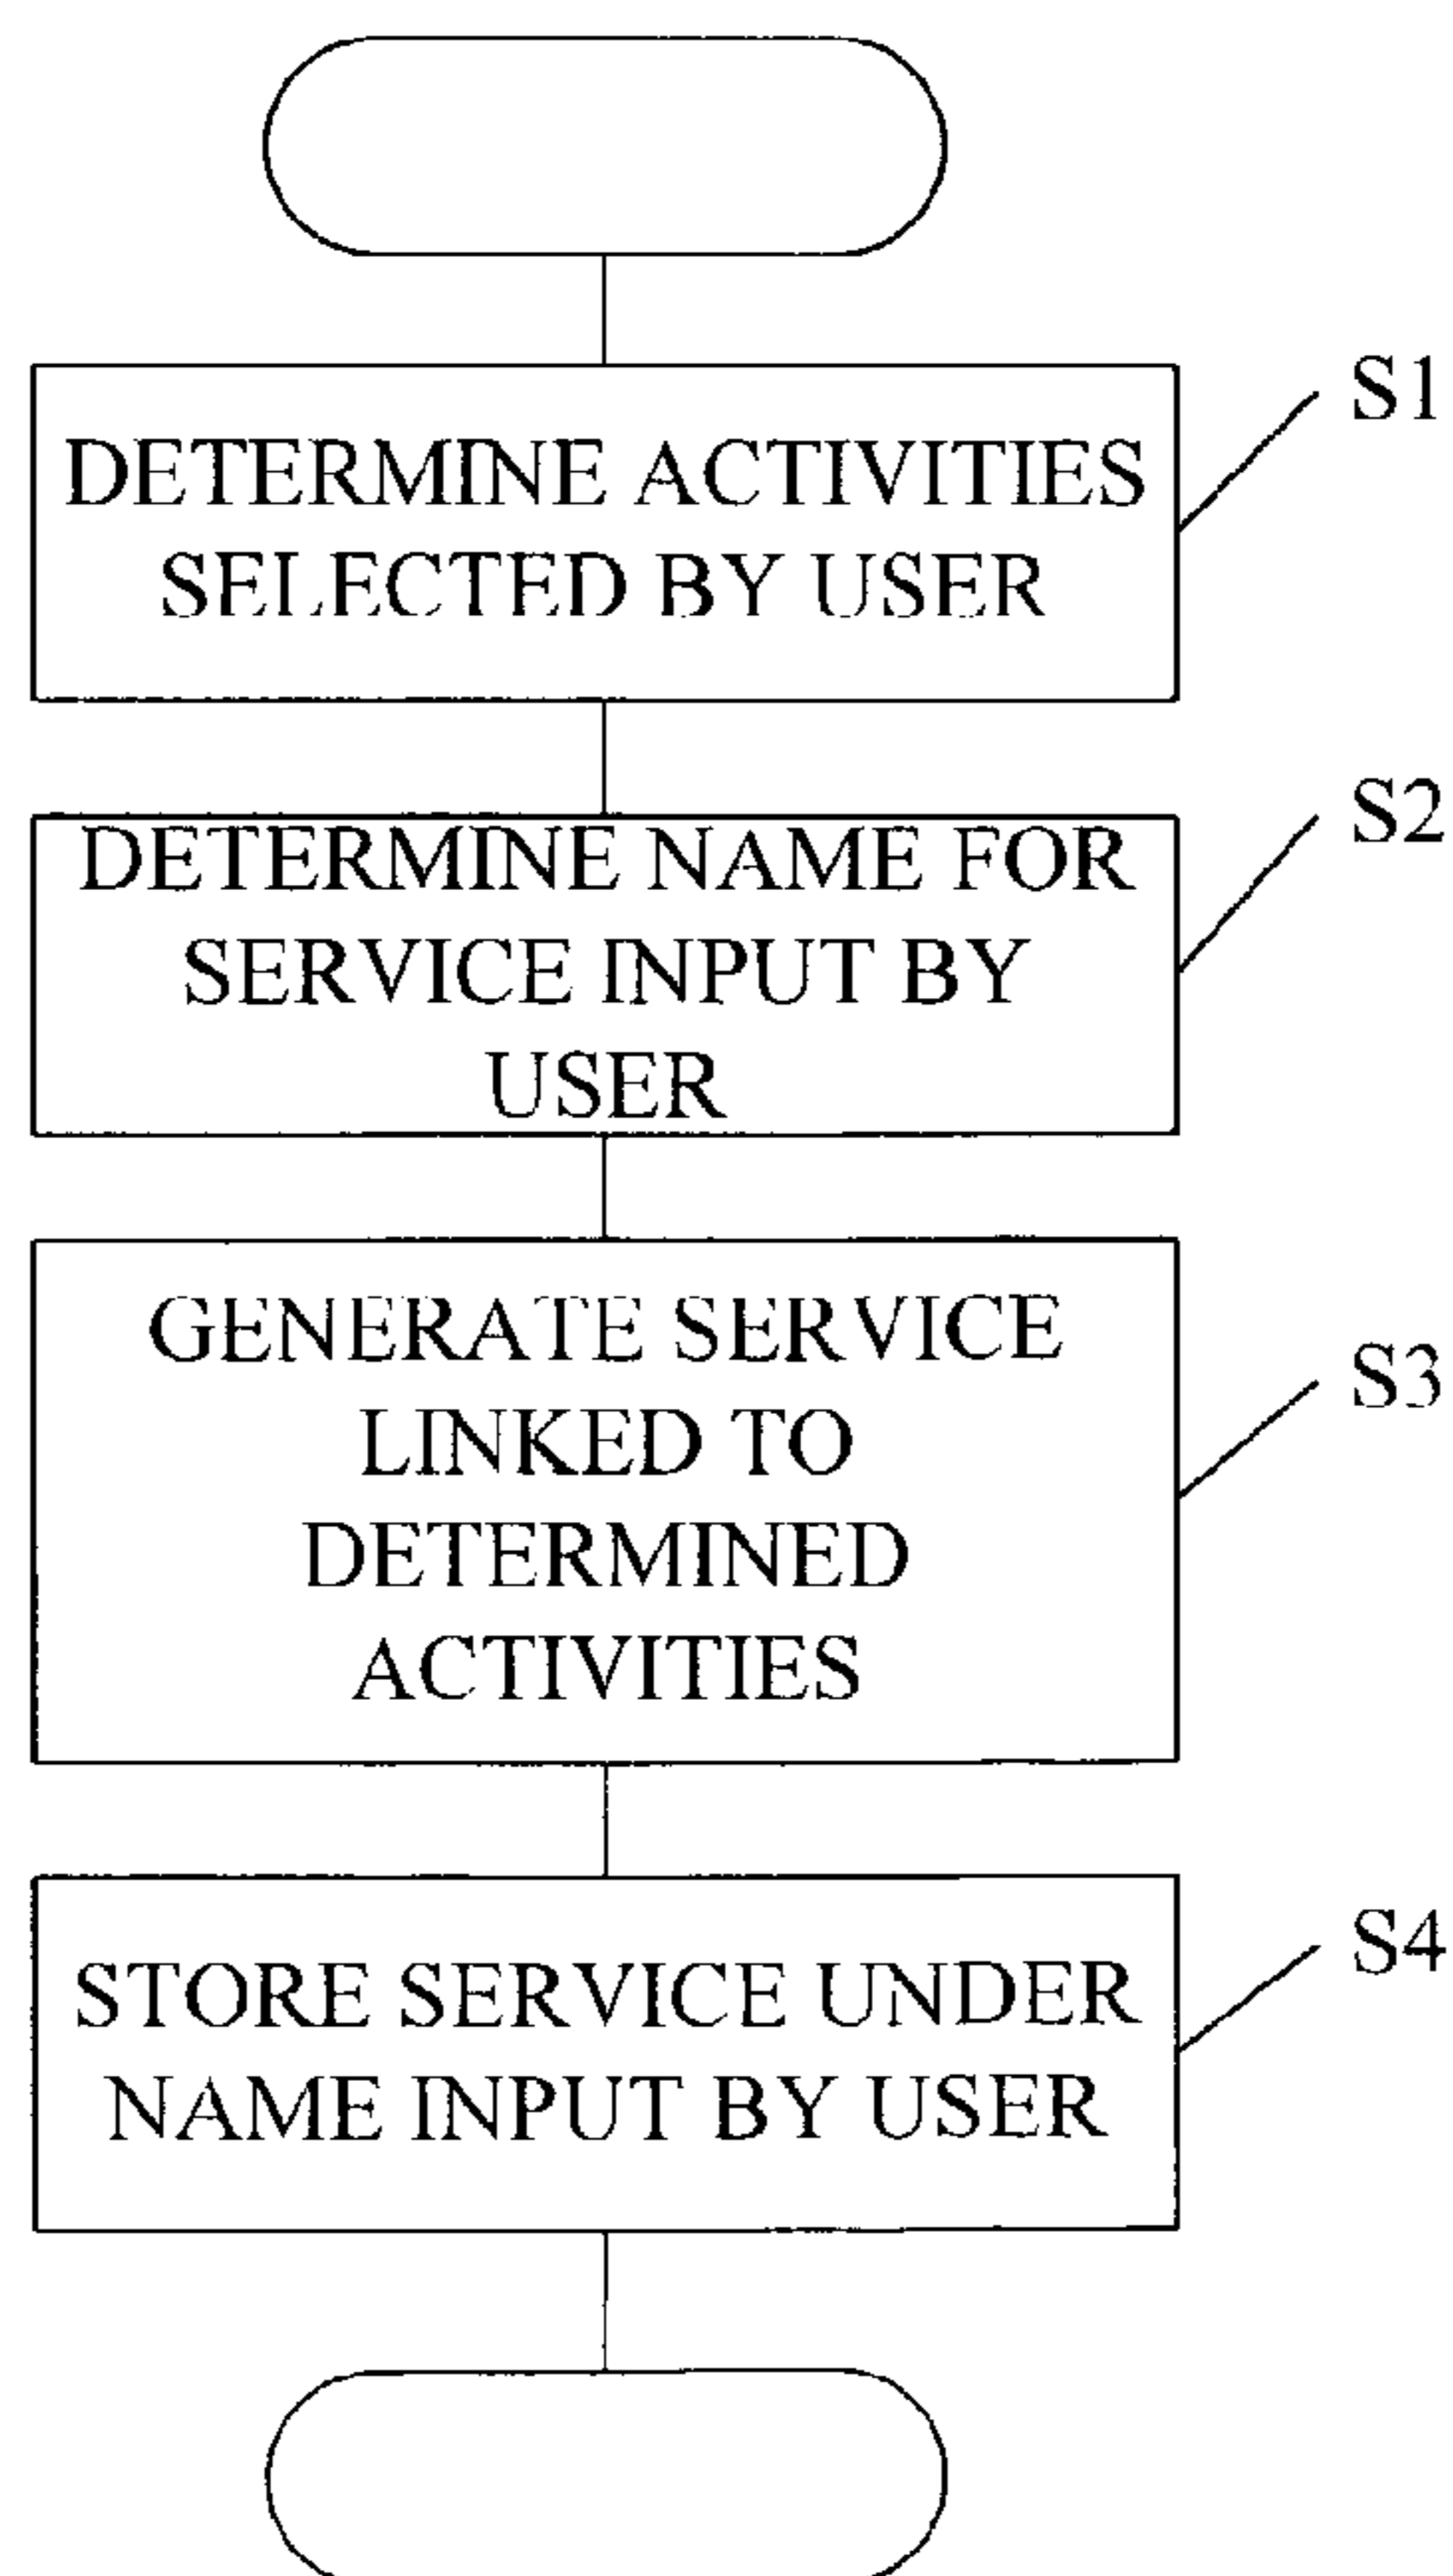 S1
DETERMINE ACTIVITIES
SELECTED BY USER
S2
DETERMINE NAME FOR
SERVICE INPUT BY
USER
S3
GENERATE SERVICE
LINKED TO
DETERMINED
ACTIVITIES
S4
STORE SERVICE UNDER
NAME INPUT BY USER